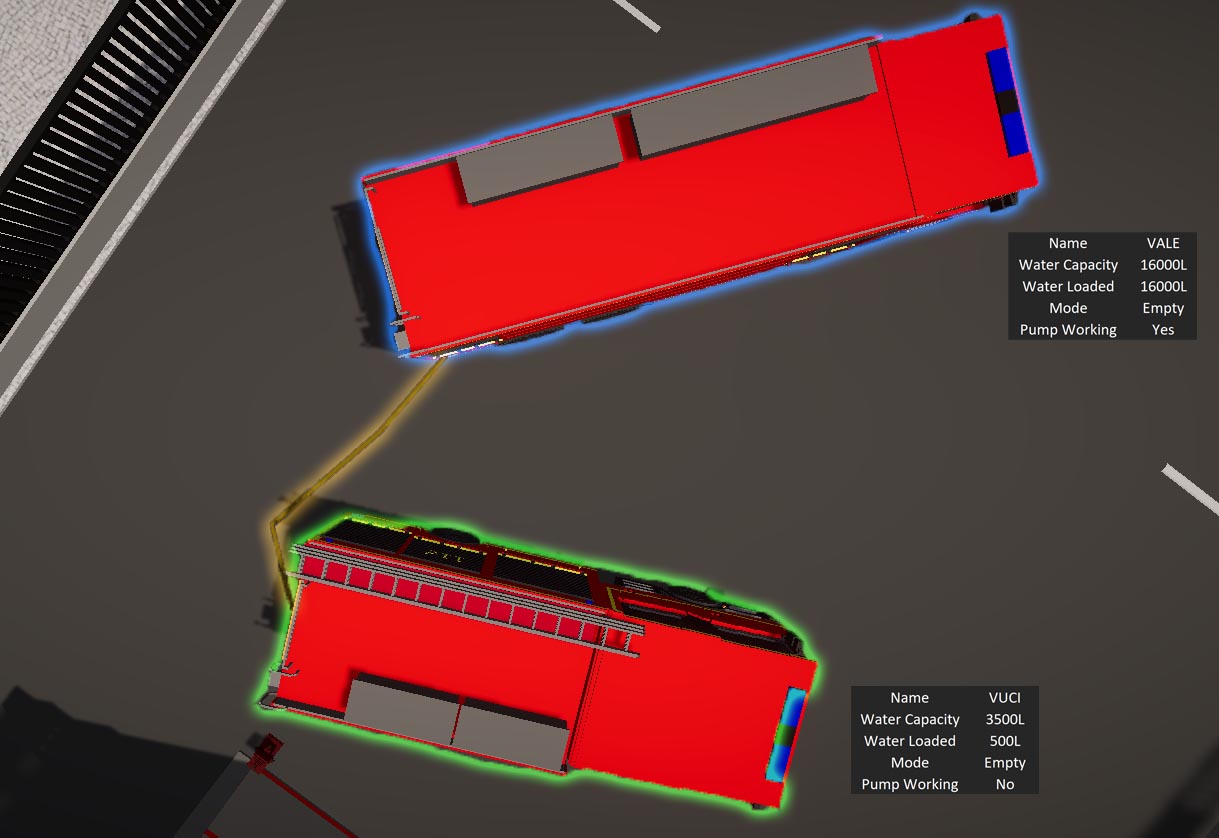 Name VALE
Water Capacity 16000L
Water Loaded 16000L
Mode Empty
Pump Working Yes
Name VUCI
Water Capacity 3500L
Water Loaded 500L
Mode Empty
Pump Working No